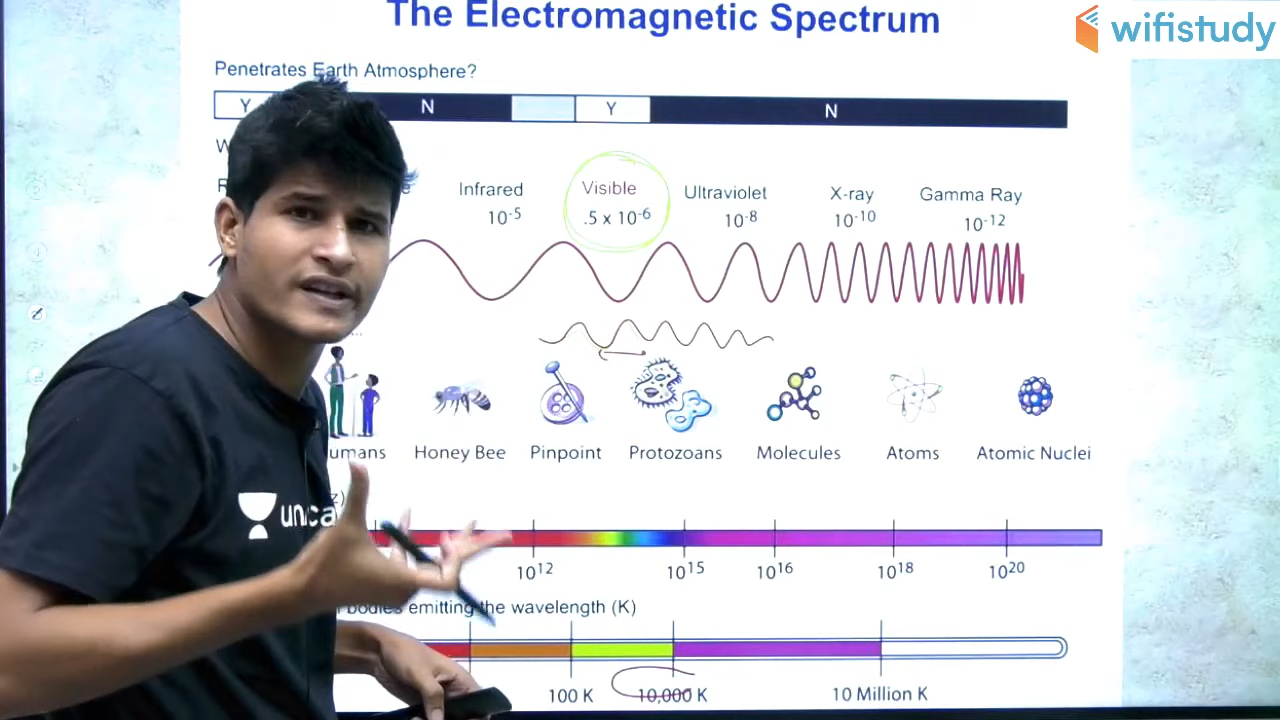 The Electromagnetic Spectrum
wifistudy
Penetrates Earth Atmosphere?
Y N Y N
Infrared Visible Ultraviolet X-ray Gamma Ray
10-5 .5 x 10-6 10-8 10-10 10-12
umans Honey Bee Pinpoint Protozoans Molecules Atoms Atomic Nuclei
z)
1012 1015 1016 1018 1020
bodies emitting the wavelength (K)
100 K 10,000 K 10 Million K